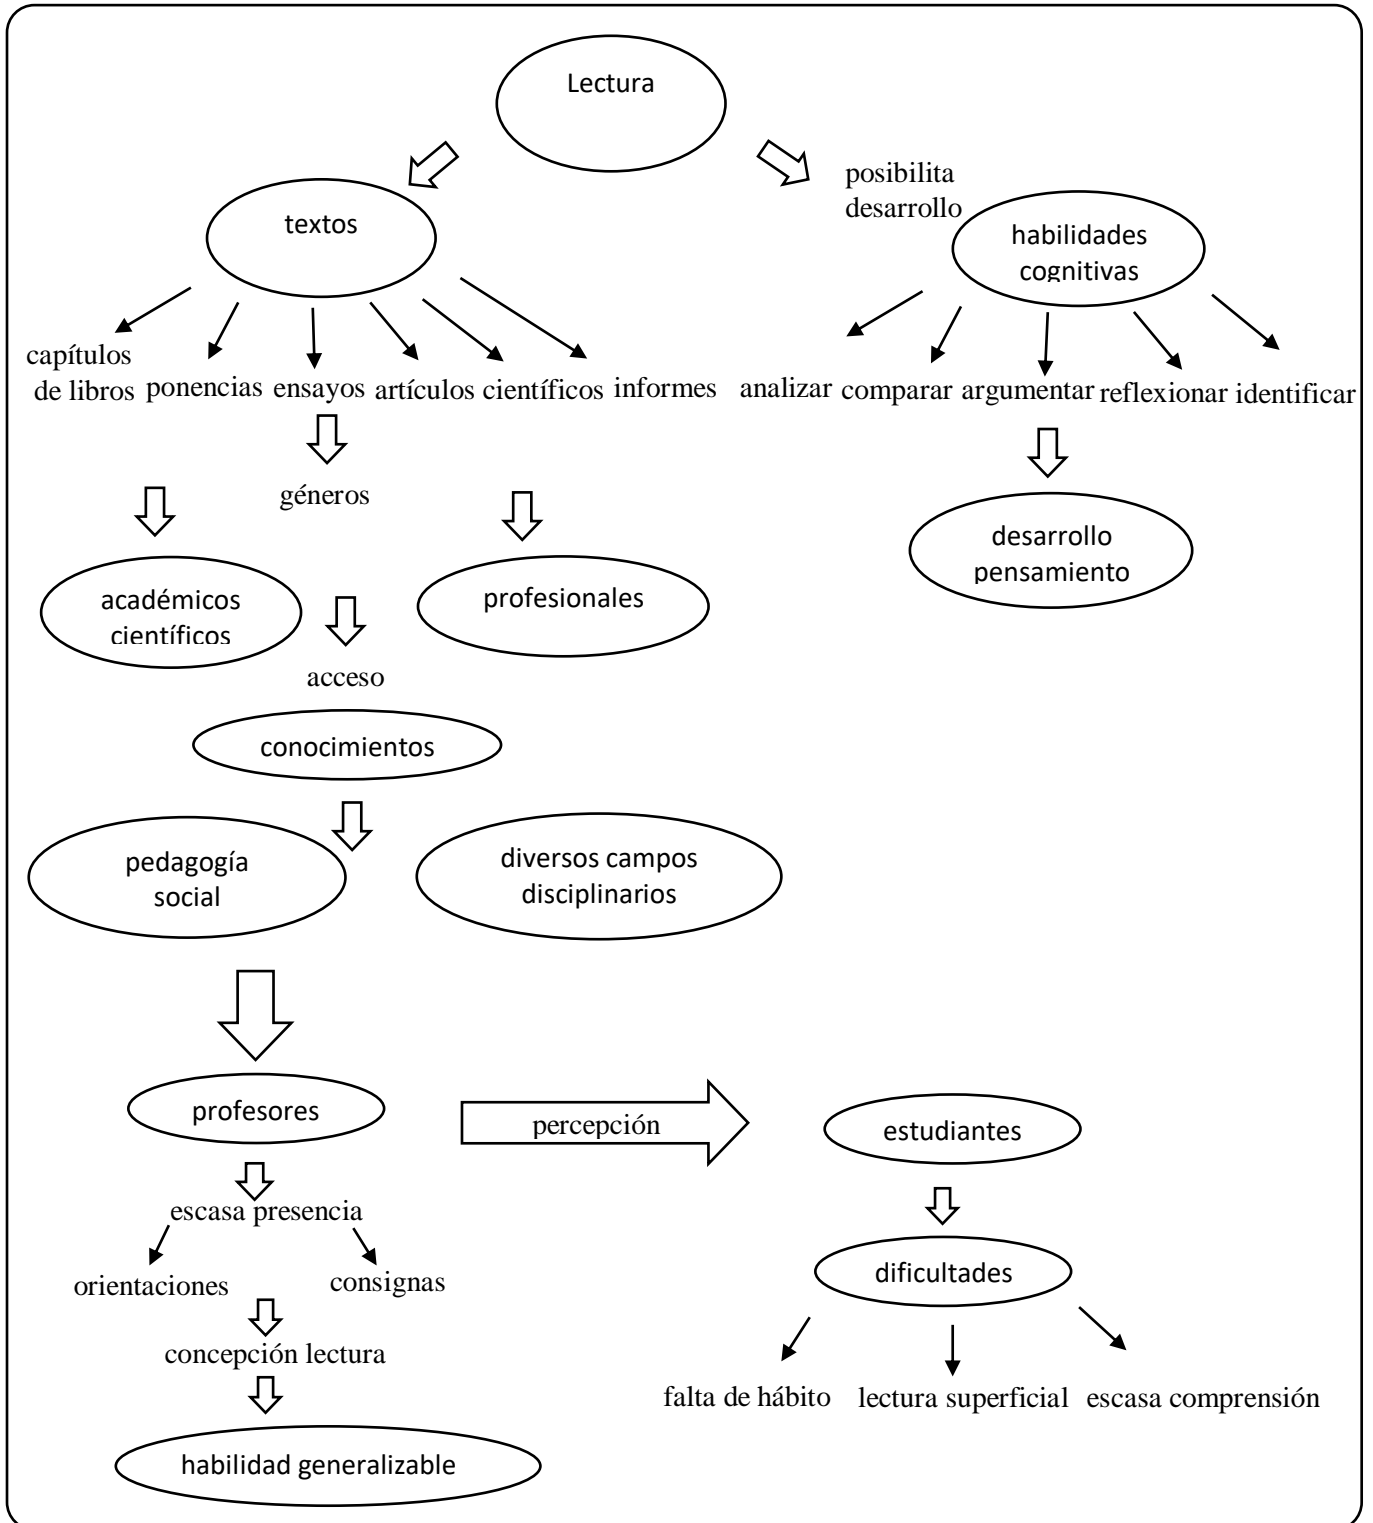 Lectura
posibilita
desarrollo
textos
habilidades
cognitivas
capítulos
de libros
ponencias
ensayos
artículos
científicos
informes
analizar
comparar
argumentar
reflexionar
identificar
géneros
desarrollo
pensamiento
académicos
científicos
profesionales
acceso
conocimientos
pedagogía
social
diversos campos
disciplinarios
profesores
percepción
estudiantes
escasa presencia
orientaciones
consignas
dificultades
concepción lectura
falta de hábito
lectura superficial
escasa comprensión
habilidad generalizable